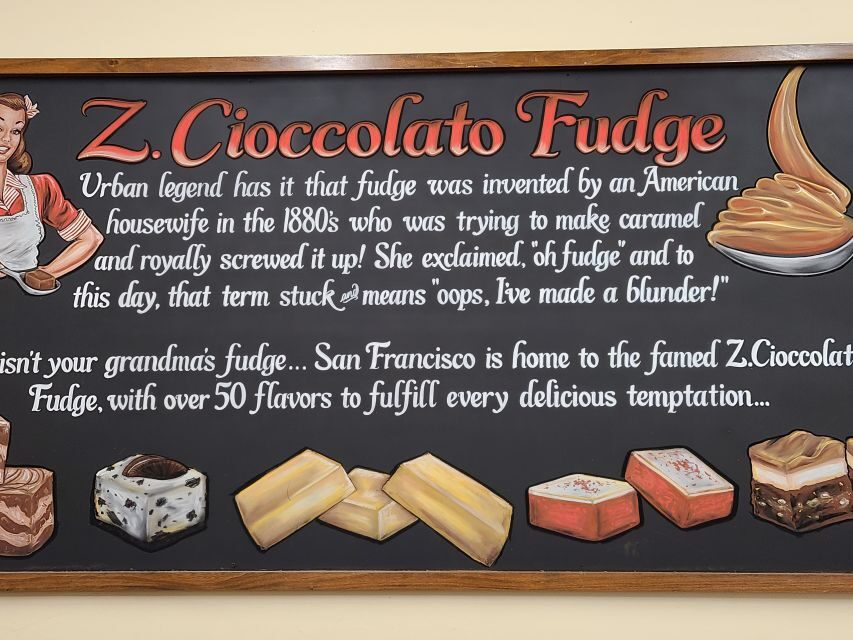 Z. Cioccolato Fudge
Urban legend has it that fudge was invented by an American
housewife in the 1880's who was trying to make caramel
and royally screwed it up! She exclaimed, "oh fudge" and to
this day, that term stuck and means "oops, I've made a blunder!"
isn't your grandma's fudge... San Francisco is home to the famed Z.Cioccolat
Fudge, with over 50 flavors to fulfill every delicious temptation...